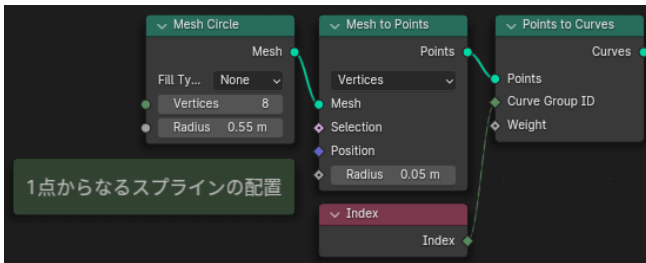 Mesh Circle
Mesh
Fill Ty... None
Vertices 8
Radius 0.55 m
Mesh to Points
Points
Vertices
Mesh
Selection
Position
Radius 0.05 m
Points to Curves
Curves
Points
Curve Group ID
Weight
1点からなるスプラインの配置
Index
Index